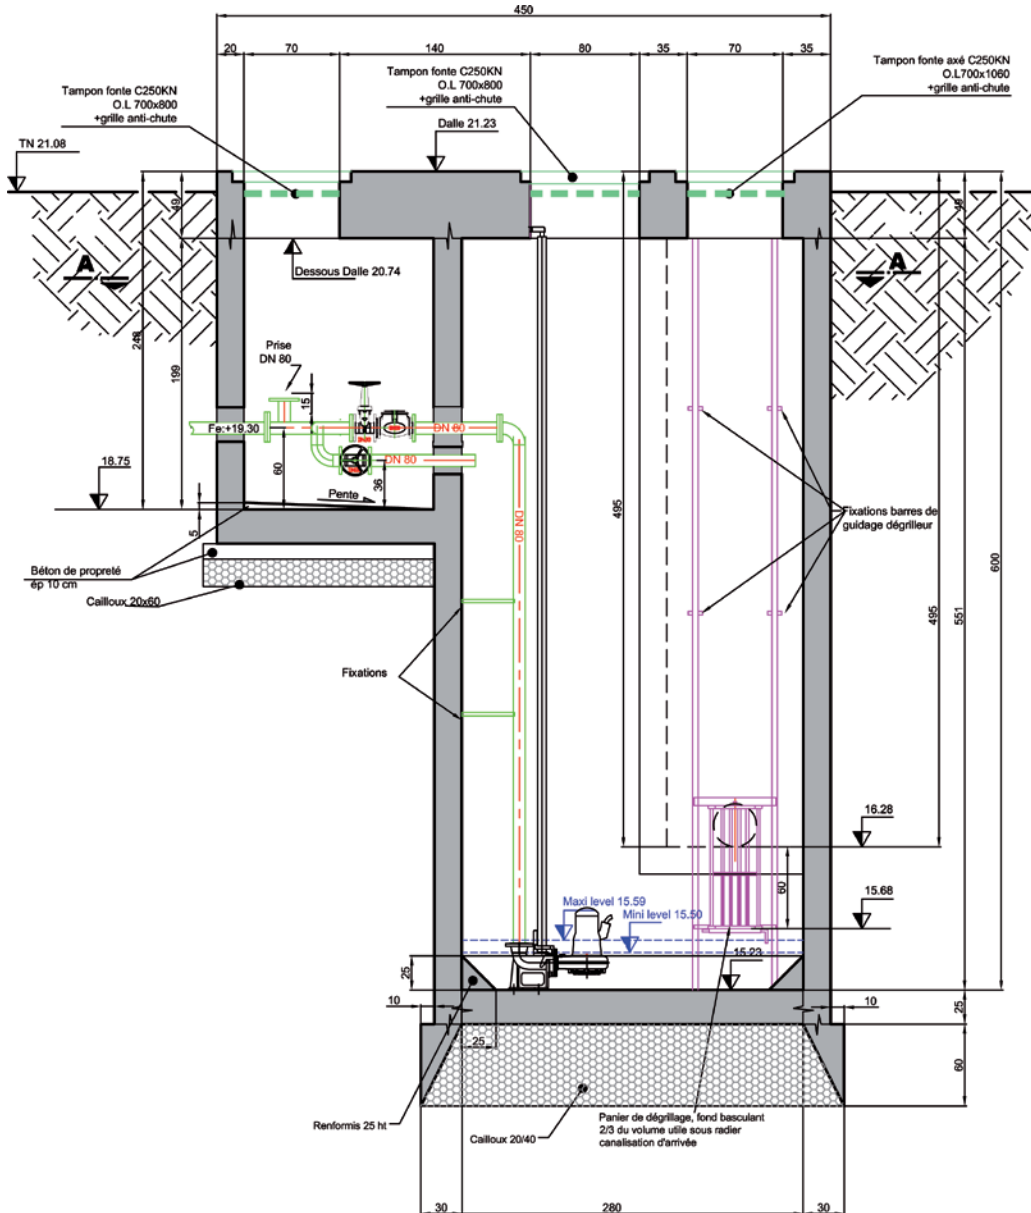 450
20
70
140
80
35
70
35
Tampon fonte C250KN
O.L 700x800
+grille anti-chute
Tampon fonte C250KN
O.L 700x800
+grille anti-chute
Tampon fonte axé C250KN
O.L700x1060
+grille anti-chute
TN 21.08
Dalle 21.23
49
49
A
A
Dessous Dalle 20.74
248
199
Prise
DN 80
15
Fe:+19.30
DN 80
DN 80
60
36
18.75
Pente
5
DN 80
495
Fixations barres de
guidage dégrilleur
Béton de propreté
ép 10 cm
Cailloux 20x60
600
551
495
Fixations
16.28
60
15.68
Maxi level 15.59
Mini level 15.50
15.23
25
10
10
25
25
60
Renformis 25 ht
Cailloux 20/40
Panier de dégrillage, fond basculant
2/3 du volume utile sous radier
canalisation d'arrivée
30
280
30